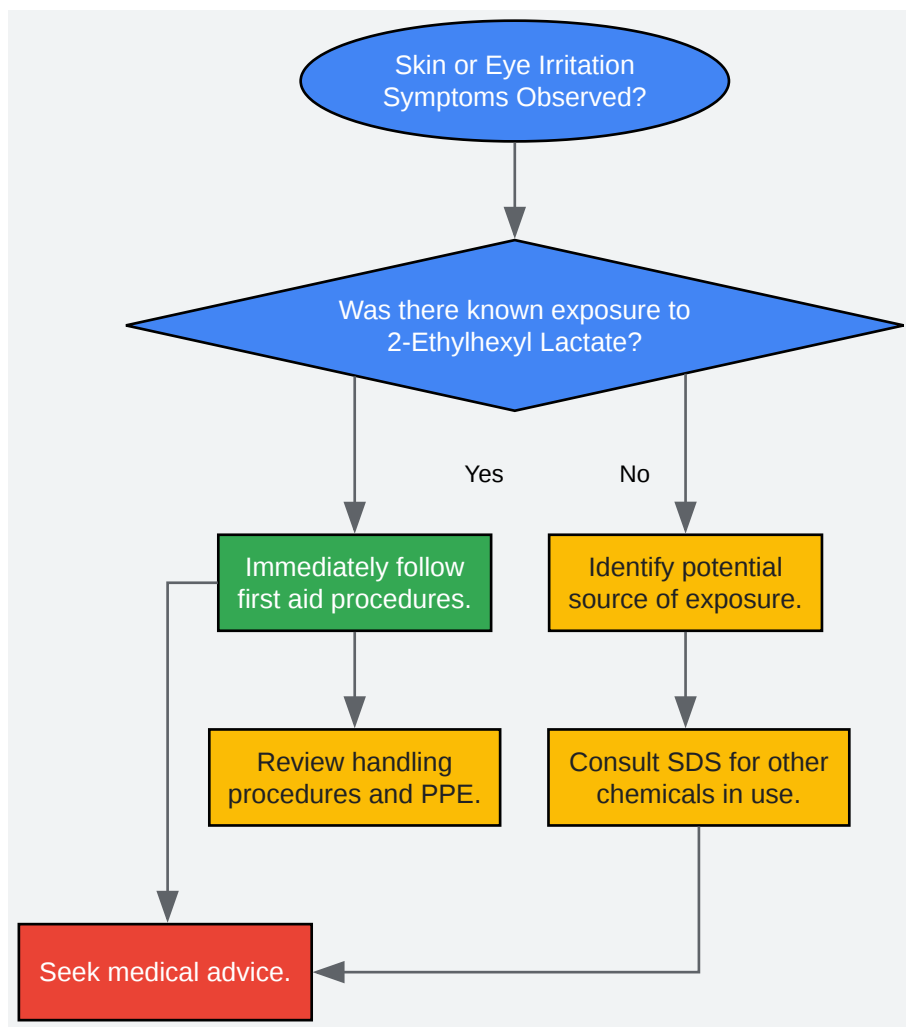 Skin or Eye Irritation
Symptoms Observed?
Was there known exposure to
2-Ethylhexyl Lactate?
Yes
No
Immediately follow
first aid procedures.
Identify potential
source of exposure.
Review handling
procedures and PPE.
Consult SDS for other
chemicals in use.
Seek medical advice.